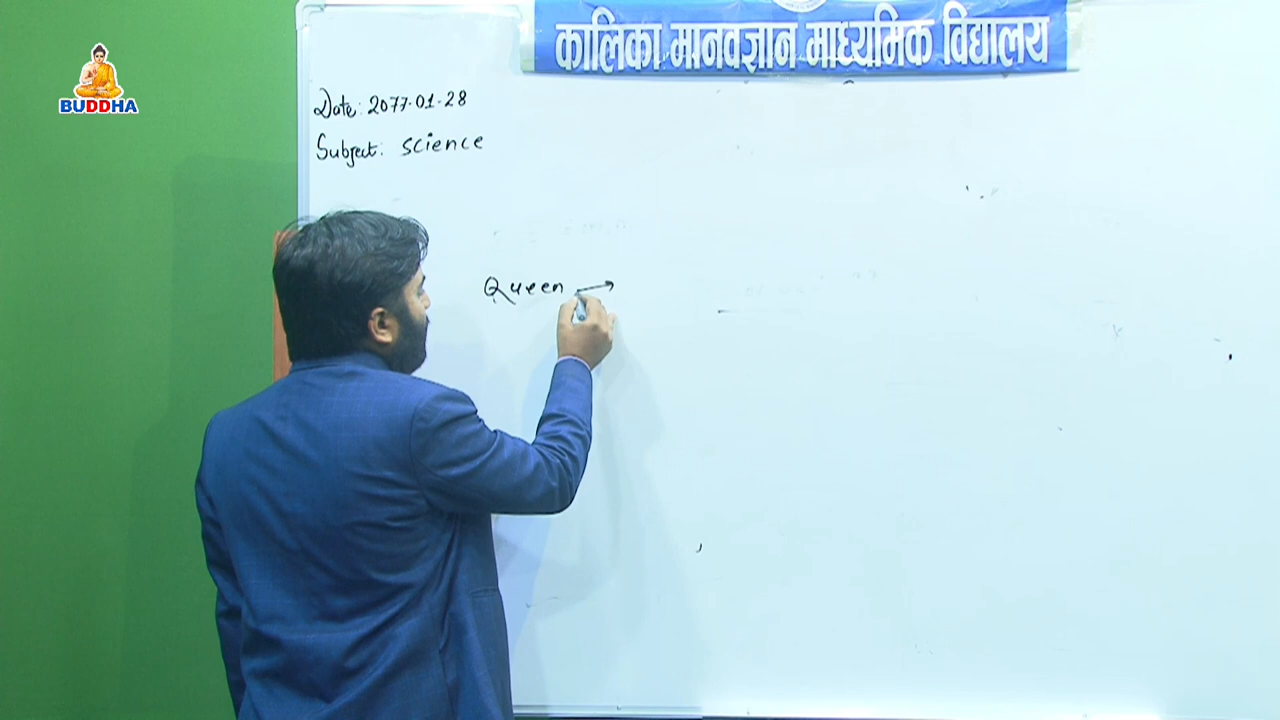 कालिका मानवज्ञान माध्यमिक विद्यालय
BUDDHA
Date: 2077.01.28
Subject: science
Queen →